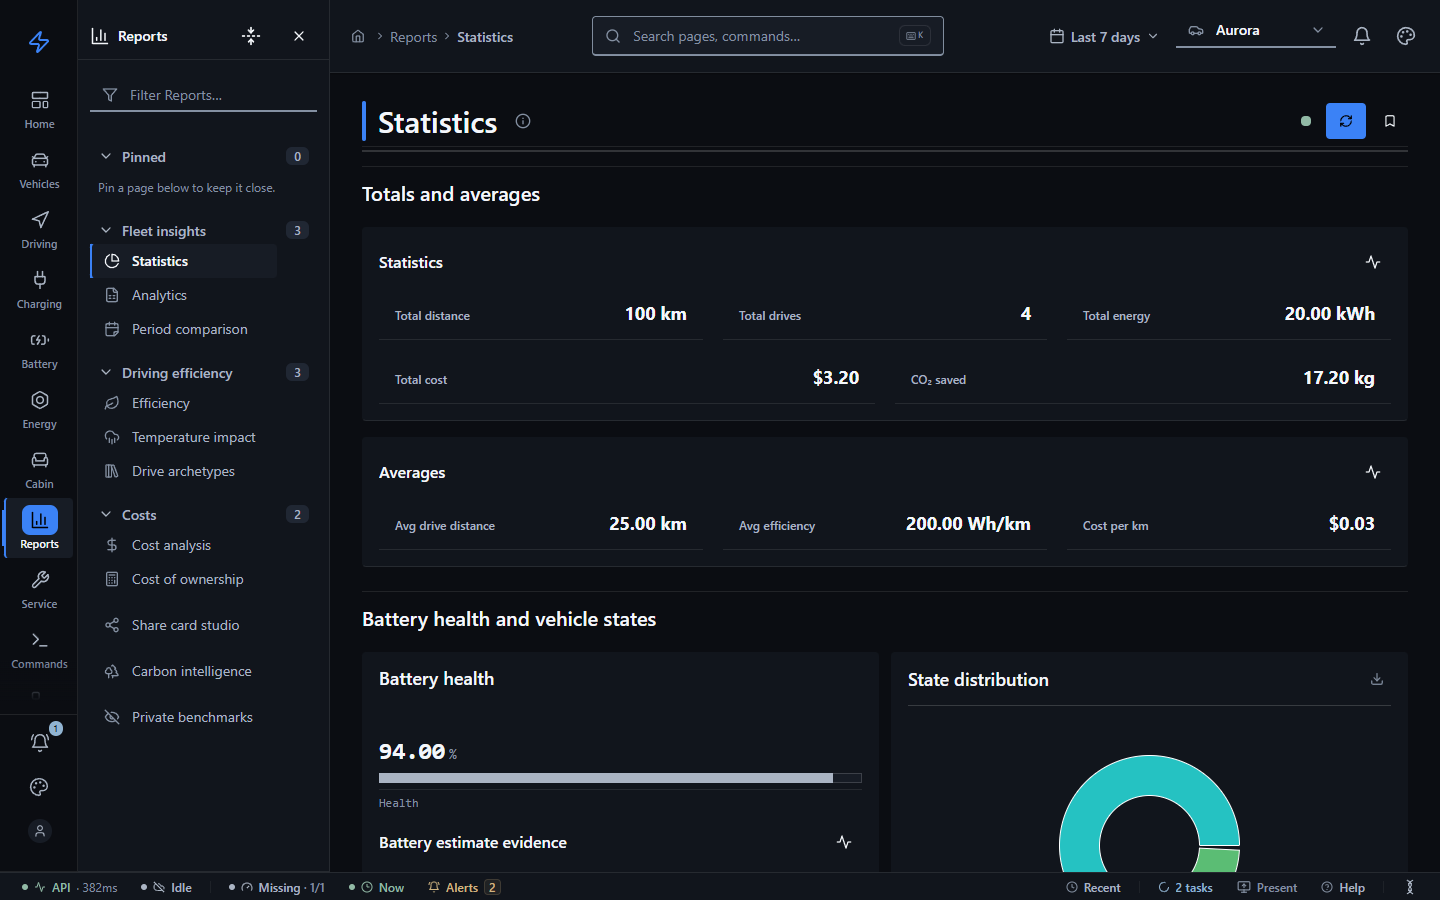 Reports
Reports
Statistics
Search pages, commands...
K
Last 7 days
Aurora
Filter Reports...
Home
Vehicles
Driving
Charging
Battery
Energy
Cabin
Reports
Service
Commands
1
Pinned
0
Pin a page below to keep it close.
Fleet insights
3
Statistics
Analytics
Period comparison
Driving efficiency
3
Efficiency
Temperature impact
Drive archetypes
Costs
2
Cost analysis
Cost of ownership
Share card studio
Carbon intelligence
Private benchmarks
Statistics
Totals and averages
Statistics
Total distance
100 km
Total drives
4
Total energy
20.00 kWh
Total cost
$3.20
CO₂ saved
17.20 kg
Averages
Avg drive distance
25.00 km
Avg efficiency
200.00 Wh/km
Cost per km
$0.03
Battery health and vehicle states
Battery health
94.00 %
Health
Battery estimate evidence
State distribution
API · 382ms
Idle
Missing · 1/1
Now
Alerts 2
Recent
2 tasks
Present
Help